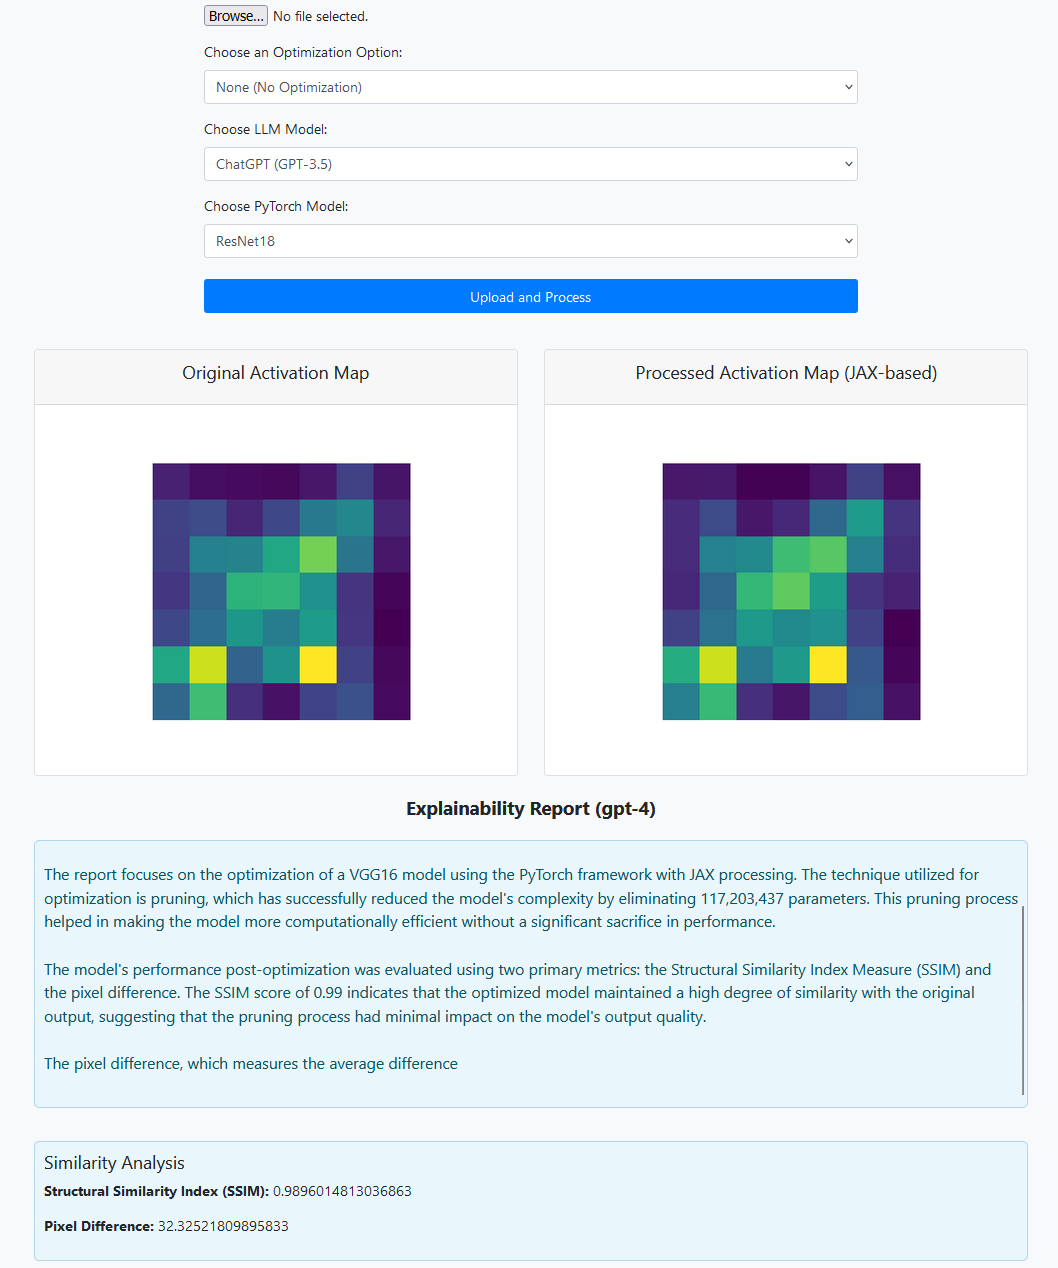 Browse... No file selected.
Choose an Optimization Option:
None (No Optimization)
Choose LLM Model:
ChatGPT (GPT-3.5)
Choose PyTorch Model:
ResNet18
Upload and Process
Original Activation Map
Processed Activation Map (JAX-based)
Explainability Report (gpt-4)
The report focuses on the optimization of a VGG16 model using the PyTorch framework with JAX processing. The technique utilized for
optimization is pruning, which has successfully reduced the model's complexity by eliminating 117,203,437 parameters. This pruning process
helped in making the model more computationally efficient without a significant sacrifice in performance.
The model's performance post-optimization was evaluated using two primary metrics: the Structural Similarity Index Measure (SSIM) and
the pixel difference. The SSIM score of 0.99 indicates that the optimized model maintained a high degree of similarity with the original
output, suggesting that the pruning process had minimal impact on the model's output quality.
The pixel difference, which measures the average difference
Similarity Analysis
Structural Similarity Index (SSIM): 0.9896014813036863
Pixel Difference: 32.32521809895833